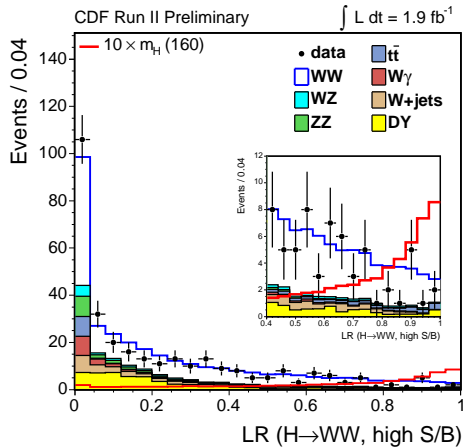 CDF Run II Preliminary ∫ L dt = 1.9 fb⁻¹
10 × m_H (160)
data
WW
WZ
ZZ
tt̄
Wγ
W+jets
DY
Events / 0.04
140
120
100
80
60
40
20
0
0 0.2 0.4 0.6 0.8 1
LR (H→WW, high S/B)
Events / 0.04
12
10
8
6
4
2
0
0.4 0.5 0.6 0.7 0.8 0.9 1
LR (H→WW, high S/B)